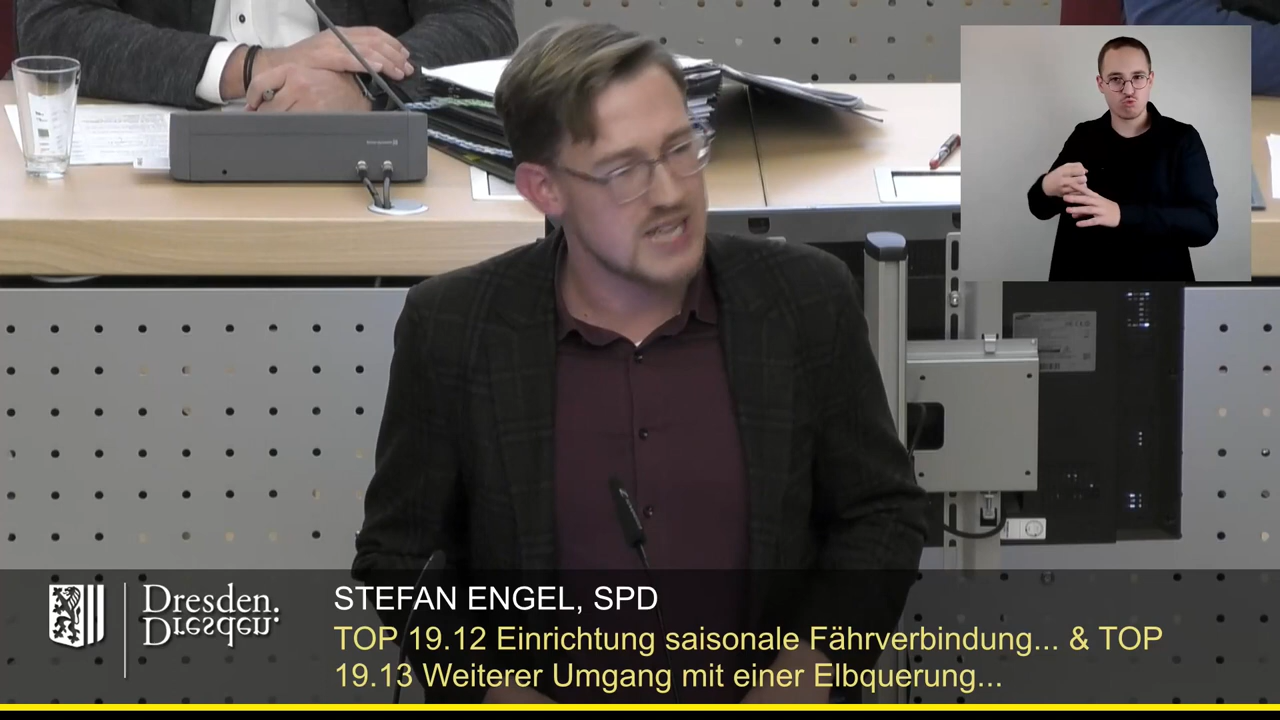 Dresden.
Dresden.
STEFAN ENGEL, SPD
TOP 19.12 Einrichtung saisonale Fährverbindung... & TOP
19.13 Weiterer Umgang mit einer Elbquerung...